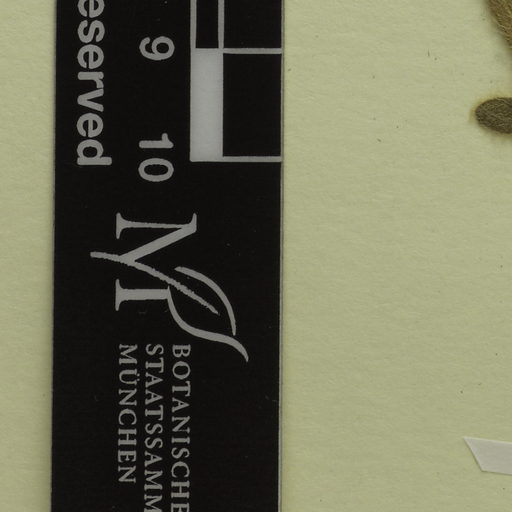 eserved
9
10
BOTANISCHE
STAATSSAMM
MÜNCHEN